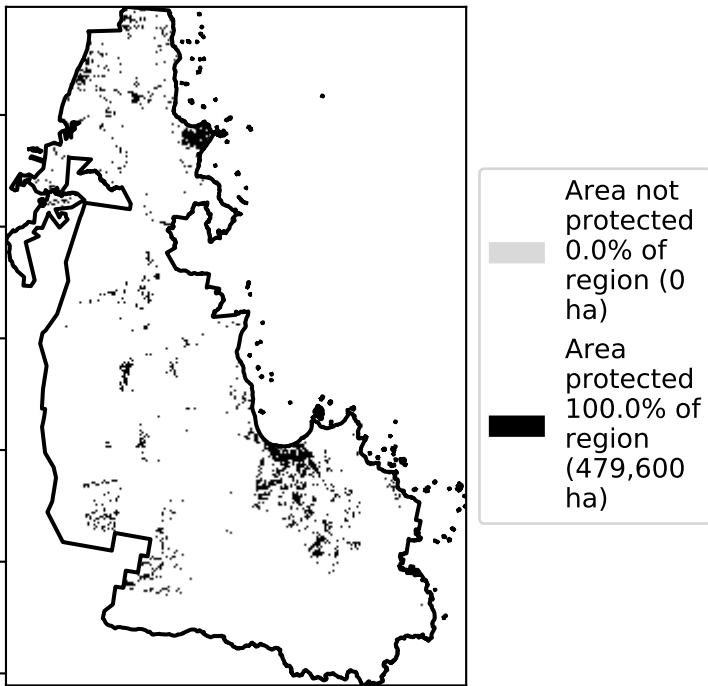 Area not
protected
0.0% of
region (0
ha)
Area
protected
100.0% of
region
(479,600
ha)